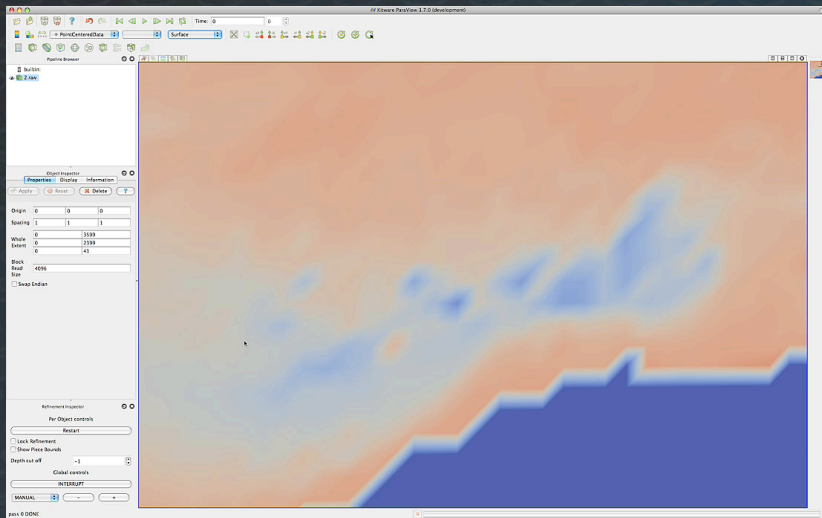 Kitware ParaView 3.7.0 (development)
Time: 0 0
PointCenteredData Surface
Pipeline Browser
builtin:
2.raw
Object Inspector
Properties Display Information
Apply Reset Delete ?
Origin 0 0 0
Spacing 1 1 1
Whole Extent
0 3599
0 2399
0 41
Block Read Size
4096
Swap Endian
Refinement Inspector
Per Object controls
Restart
Lock Refinement
Show Piece Bounds
Depth cut off -1
Global controls
INTERRUPT
MANUAL - +
pass 0 DONE